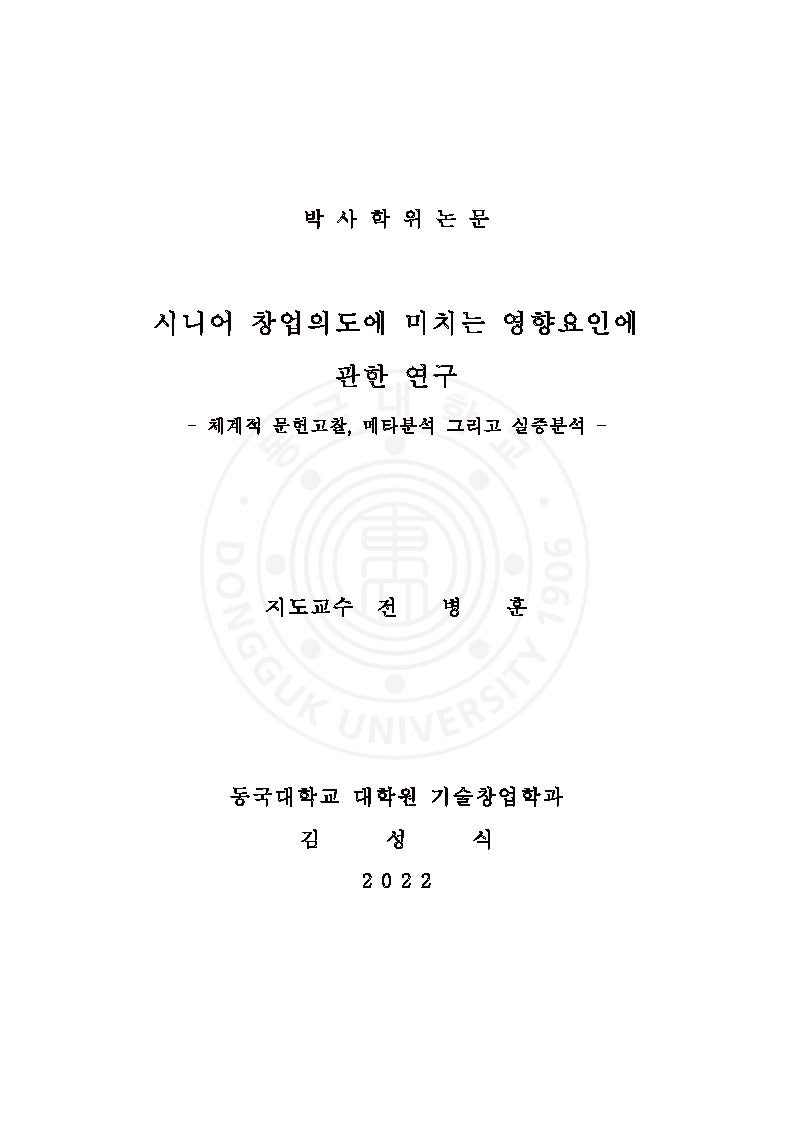 박사학위논문
시니어 창업의도에 미치는 영향요인에
관한 연구
- 체계적 문헌고찰, 메타분석 그리고 실증분석 -
지도교수 전 병 훈
동국대학교 대학원 기술창업학과
김 성 식
2022
동국대학교
DONGGUK UNIVERSITY 1906